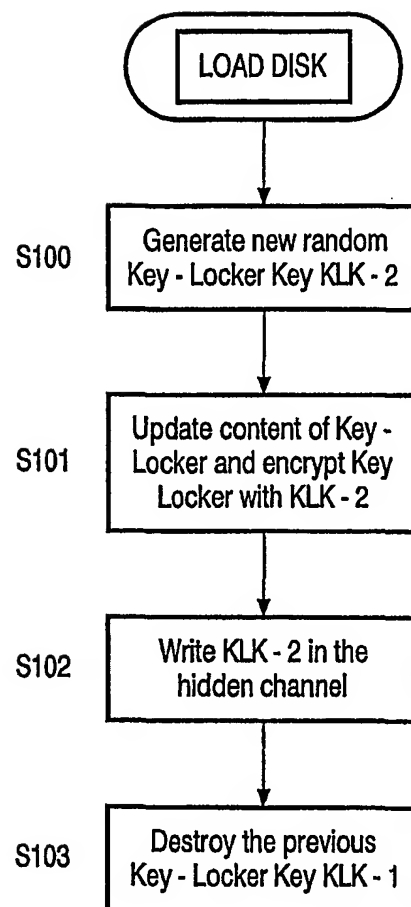 LOAD DISK
S100
Generate new random
Key - Locker Key KLK - 2
S101
Update content of Key -
Locker and encrypt Key
Locker with KLK - 2
S102
Write KLK - 2 in the
hidden channel
S103
Destroy the previous
Key - Locker Key KLK - 1